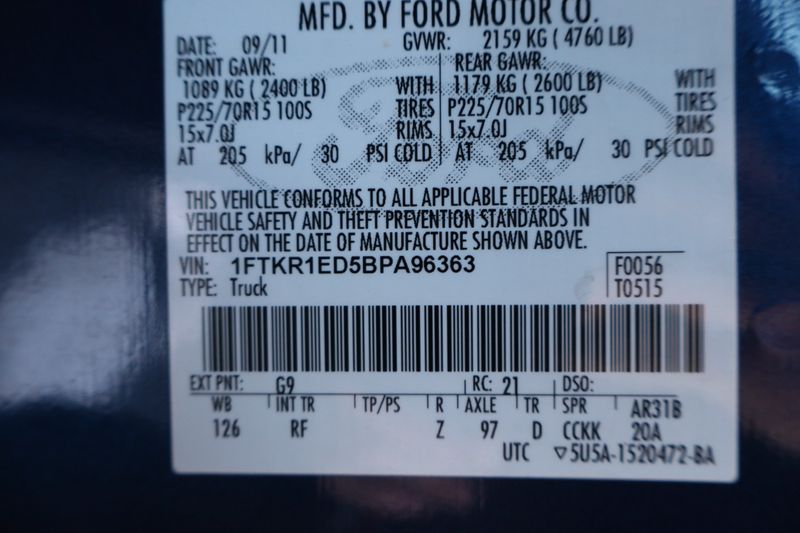 MFD. BY FORD MOTOR CO.
DATE: 09/11 GVWR: 2159 KG ( 4760 LB)
FRONT GAWR: REAR GAWR:
1089 KG ( 2400 LB) WITH 1179 KG ( 2600 LB) WITH
P225/70R15 100S TIRES P225/70R15 100S TIRES
15x7.0J RIMS 15x7.0J RIMS
AT 205 kPa/ 30 PSI COLD AT 205 kPa/ 30 PSI COLD
Ford
THIS VEHICLE CONFORMS TO ALL APPLICABLE FEDERAL MOTOR
VEHICLE SAFETY AND THEFT PREVENTION STANDARDS IN
EFFECT ON THE DATE OF MANUFACTURE SHOWN ABOVE.
VIN: 1FTKR1ED5BPA96363 F0056
TYPE: Truck T0515
EXT PNT: G9 RC: 21 DSO:
WB INT TR TP/PS R AXLE TR SPR AR31B
126 RF Z 97 D CCKK 20A
UTC ▽5U5A-1520472-BA